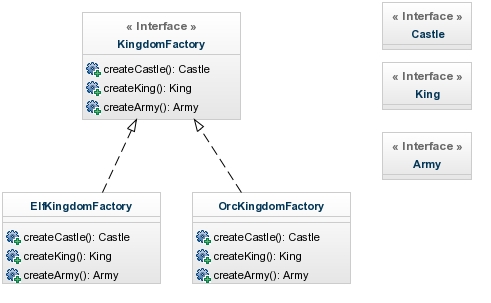 « Interface »
KingdomFactory
createCastle(): Castle
createKing(): King
createArmy(): Army
« Interface »
Castle
« Interface »
King
« Interface »
Army
ElfKingdomFactory
createCastle(): Castle
createKing(): King
createArmy(): Army
OrcKingdomFactory
createCastle(): Castle
createKing(): King
createArmy(): Army